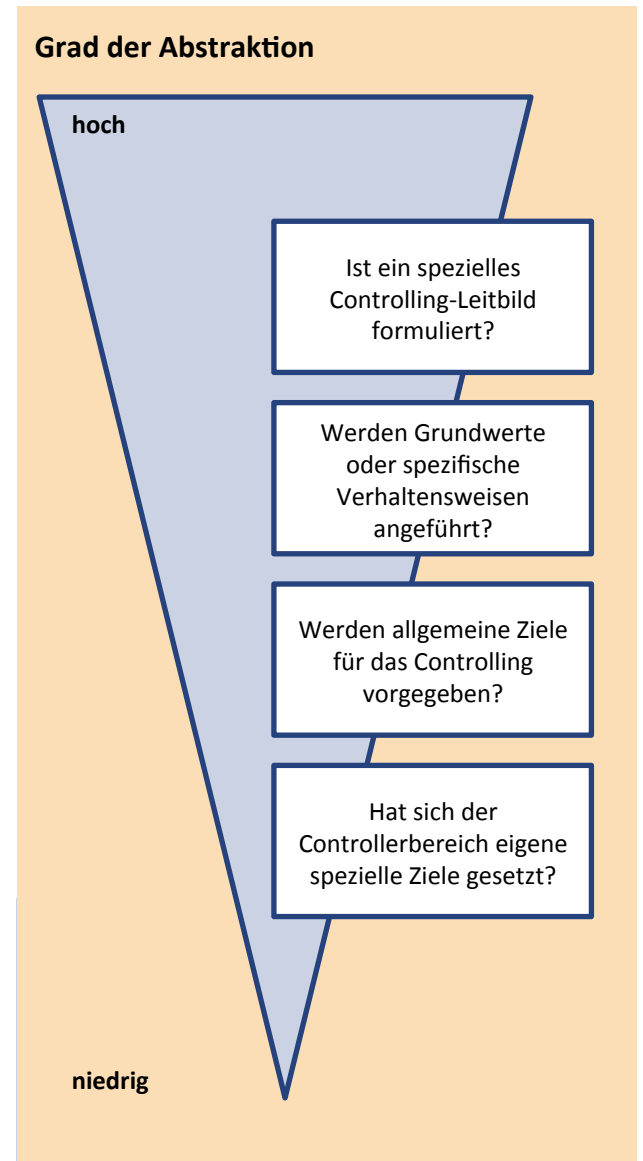 Grad der Abstraktion
hoch
Ist ein spezielles
Controlling-Leitbild
formuliert?
Werden Grundwerte
oder spezifische
Verhaltensweisen
angeführt?
Werden allgemeine Ziele
für das Controlling
vorgegeben?
Hat sich der
Controllerbereich eigene
spezielle Ziele gesetzt?
niedrig